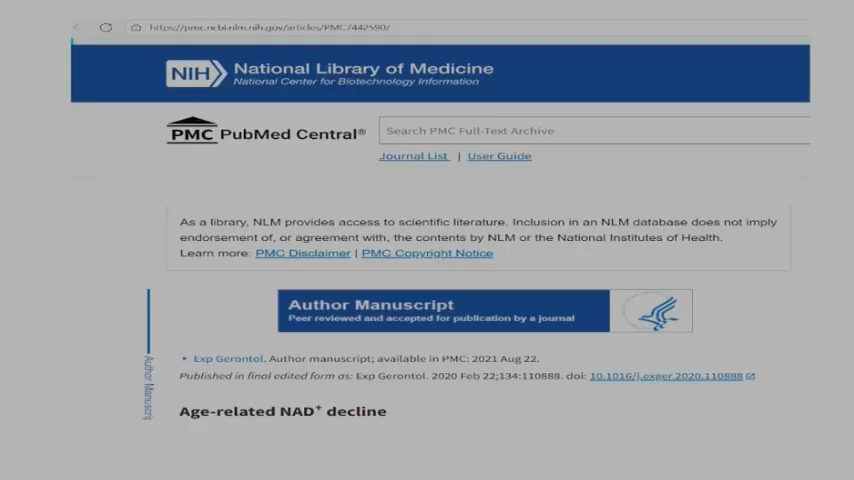 https://pmc.ncbi.nlm.nih.gov/articles/PMC7442590/
NIH National Library of Medicine
National Center for Biotechnology Information
PMC PubMed Central®
Search PMC Full-Text Archive
Journal List | User Guide
As a library, NLM provides access to scientific literature. Inclusion in an NLM database does not imply
endorsement of, or agreement with, the contents by NLM or the National Institutes of Health.
Learn more: PMC Disclaimer | PMC Copyright Notice
Author Manuscript
Peer reviewed and accepted for publication by a journal
Exp Gerontol. Author manuscript; available in PMC: 2021 Aug 22.
Published in final edited form as: Exp Gerontol. 2020 Feb 22;134:110888. doi: 10.1016/j.exger.2020.110888
Author Manuscrip
Age-related NAD+ decline